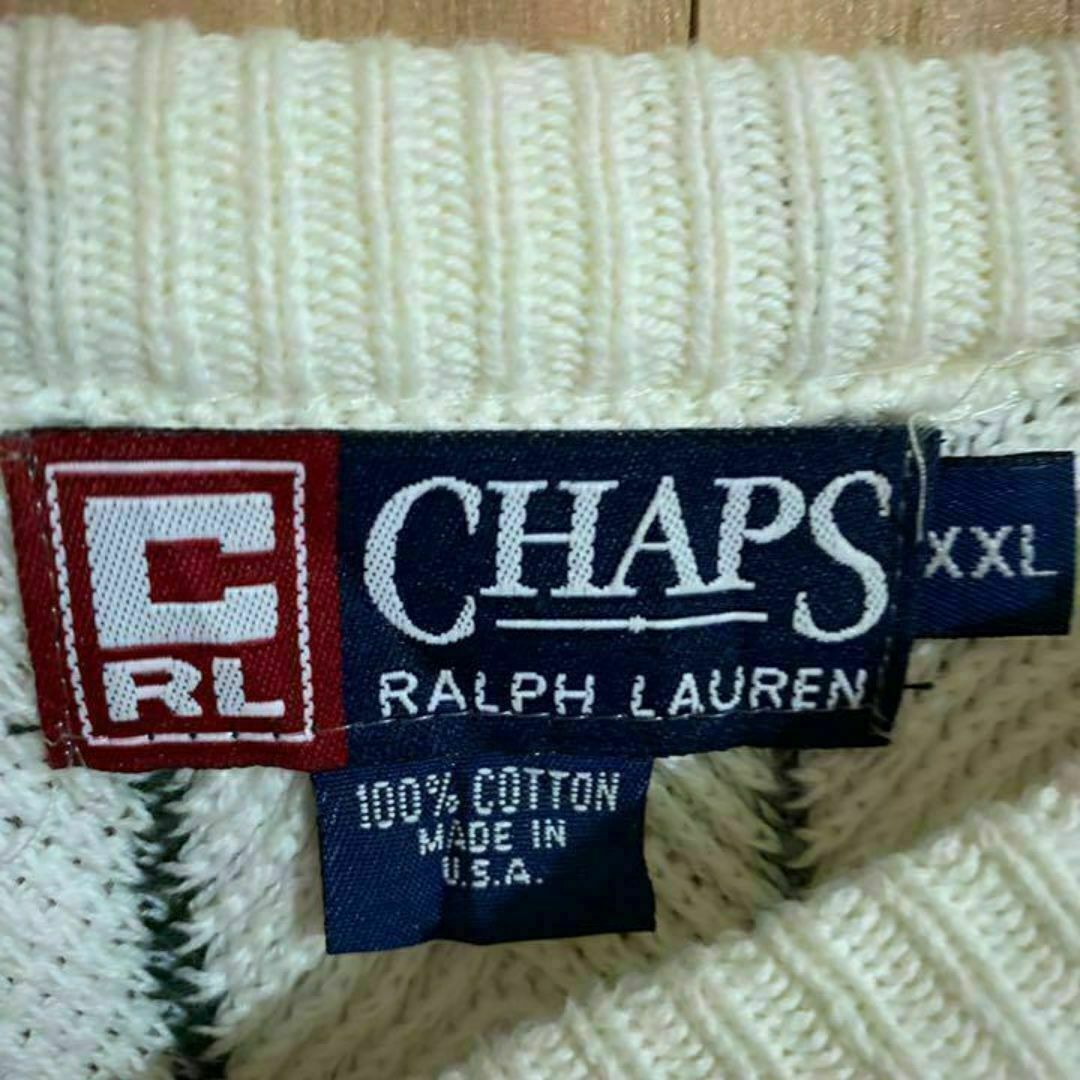 C
RL
CHAPS
RALPH LAUREN
XXL
100% COTTON
MADE IN
U.S.A.